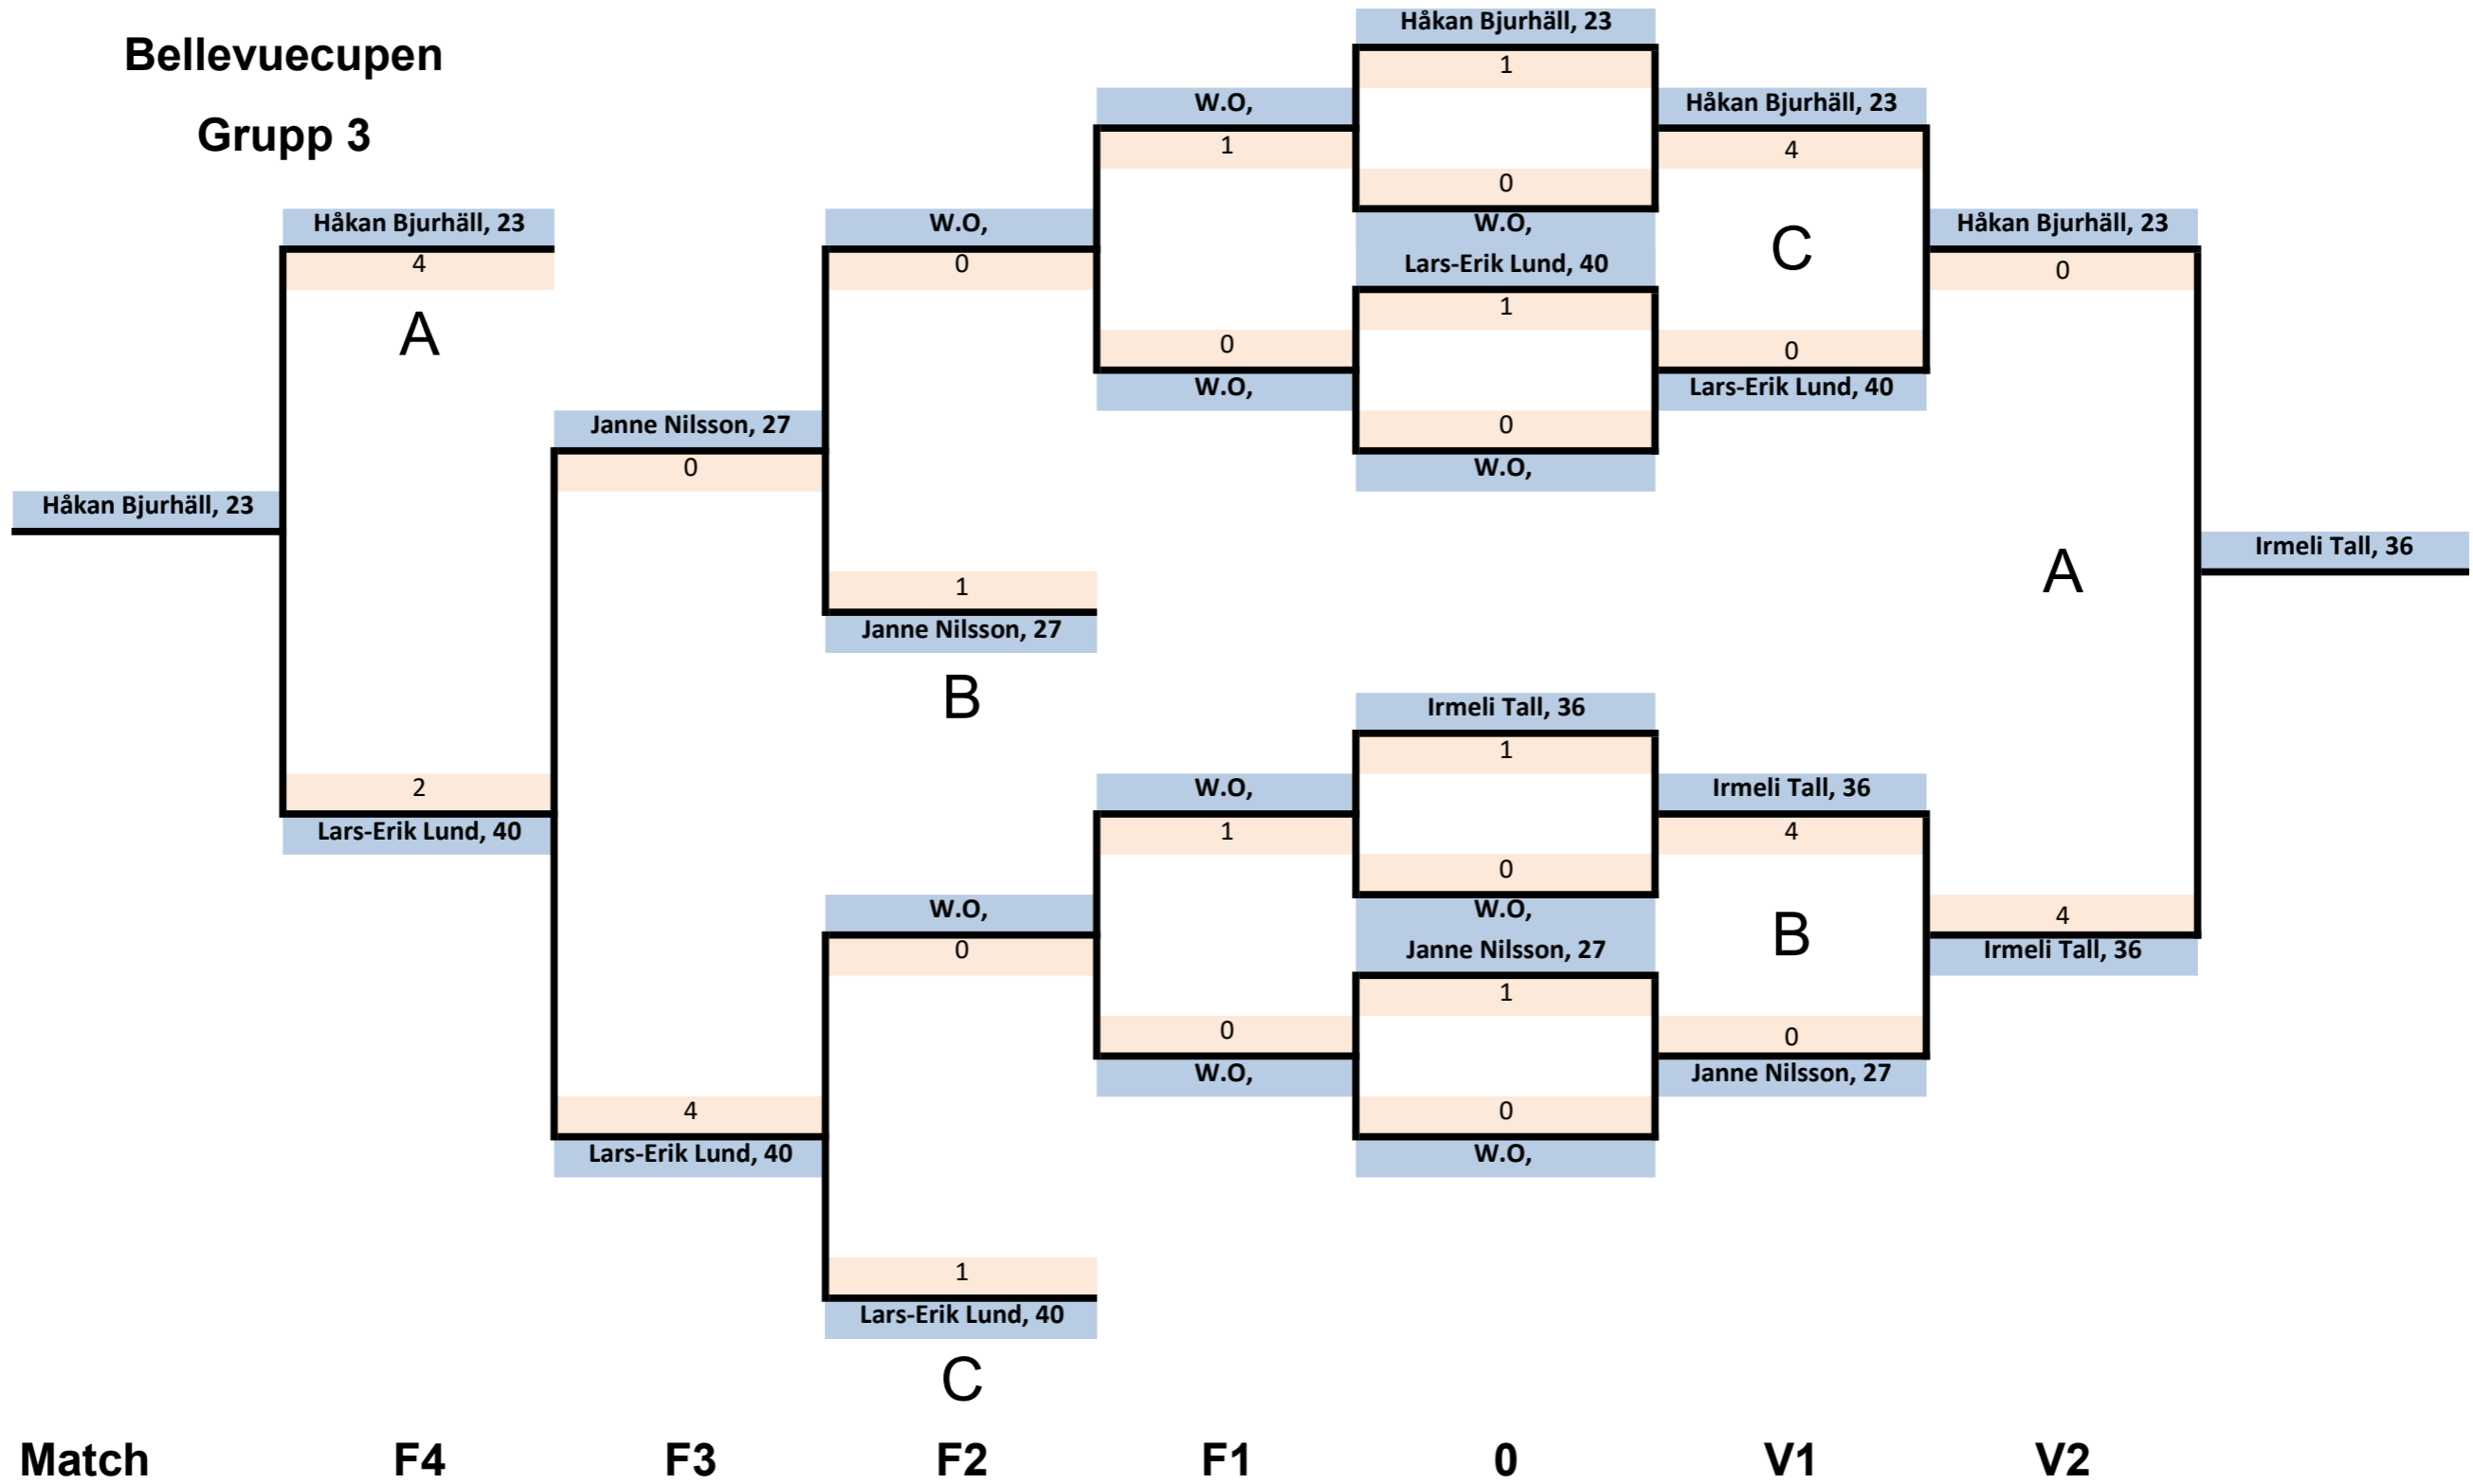 Bellevuecupen
Grupp 3
Håkan Bjurhäll, 23
1
W.O,
Håkan Bjurhäll, 23
1
4
0
Håkan Bjurhäll, 23
W.O,
W.O,
Håkan Bjurhäll, 23
4
0
Lars-Erik Lund, 40
C
0
A
1
0
0
W.O,
Lars-Erik Lund, 40
Janne Nilsson, 27
0
0
W.O,
Håkan Bjurhäll, 23
Irmeli Tall, 36
A
1
Janne Nilsson, 27
B
Irmeli Tall, 36
1
2
W.O,
Irmeli Tall, 36
Lars-Erik Lund, 40
1
4
0
W.O,
W.O,
B
4
0
Janne Nilsson, 27
Irmeli Tall, 36
1
0
0
W.O,
Janne Nilsson, 27
4
0
Lars-Erik Lund, 40
W.O,
1
Lars-Erik Lund, 40
C
Match F4 F3 F2 F1 0 V1 V2